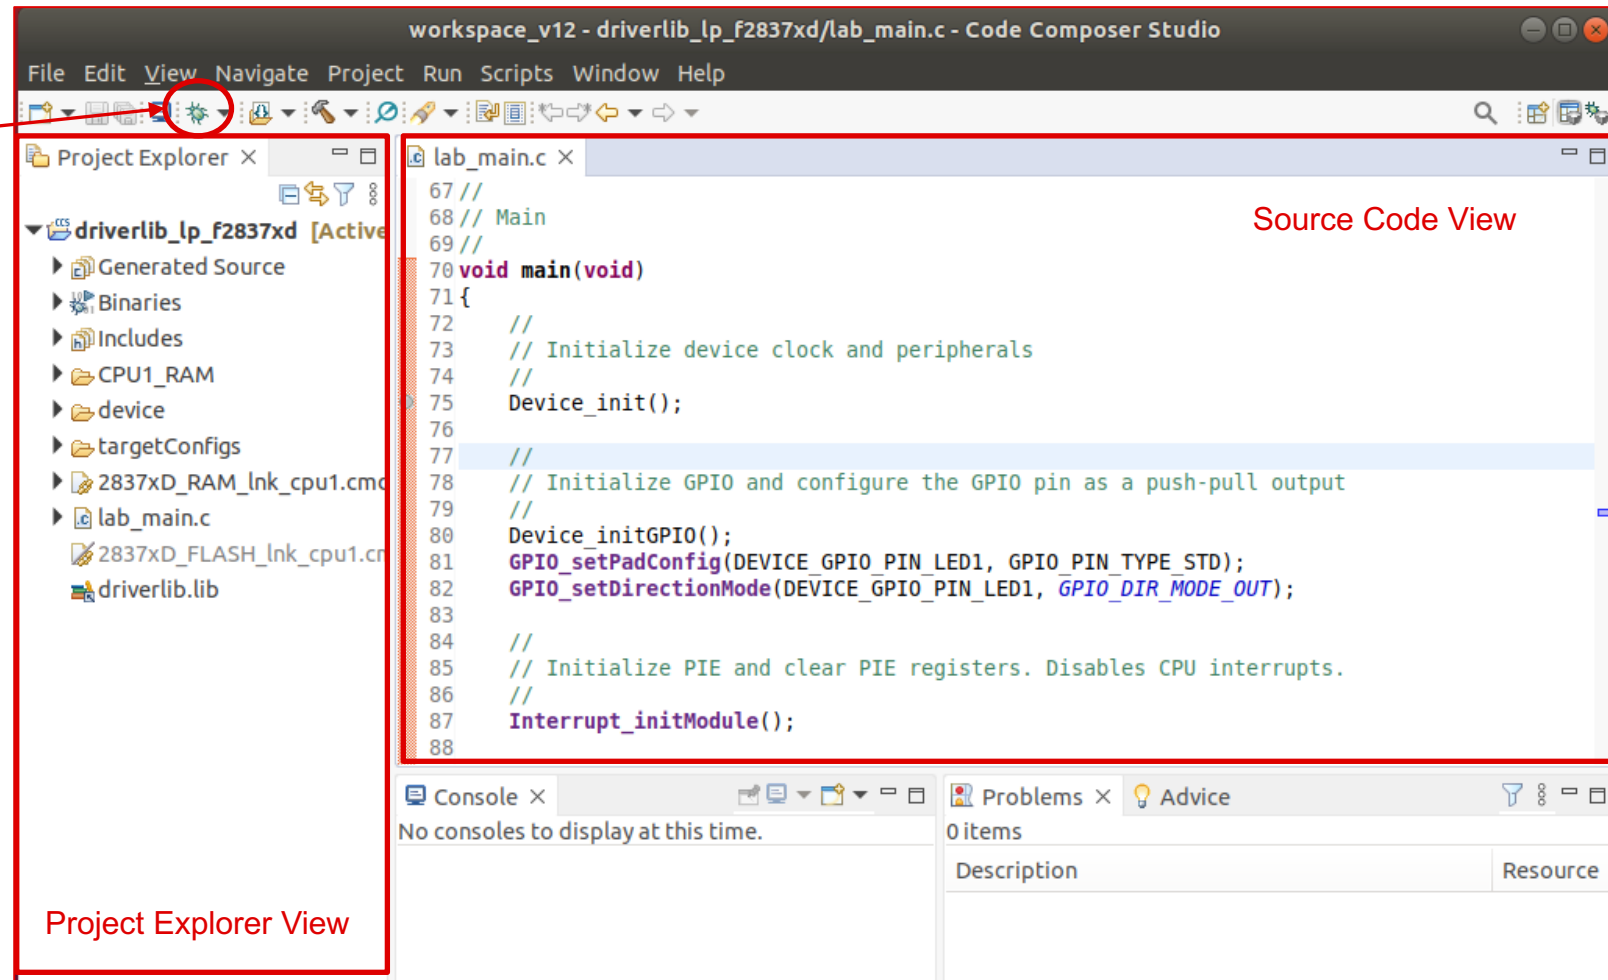 workspace_v12 - driverlib_lp_f2837xd/lab_main.c - Code Composer Studio
File Edit View Navigate Project Run Scripts Window Help
Project Explorer
driverlib_lp_f2837xd [Active
Generated Source
Binaries
Includes
CPU1_RAM
device
targetConfigs
2837xD_RAM_lnk_cpu1.cmd
lab_main.c
2837xD_FLASH_lnk_cpu1.cm
driverlib.lib
Project Explorer View
lab_main.c
Source Code View
67 //
68 // Main
69 //
70 void main(void)
71 {
72 //
73 // Initialize device clock and peripherals
74 //
75 Device_init();
76
77 //
78 // Initialize GPIO and configure the GPIO pin as a push-pull output
79 //
80 Device_initGPIO();
81 GPIO_setPadConfig(DEVICE_GPIO_PIN_LED1, GPIO_PIN_TYPE_STD);
82 GPIO_setDirectionMode(DEVICE_GPIO_PIN_LED1, GPIO_DIR_MODE_OUT);
83
84 //
85 // Initialize PIE and clear PIE registers. Disables CPU interrupts.
86 //
87 Interrupt_initModule();
88
Console
No consoles to display at this time.
Problems Advice
0 items
Description Resource